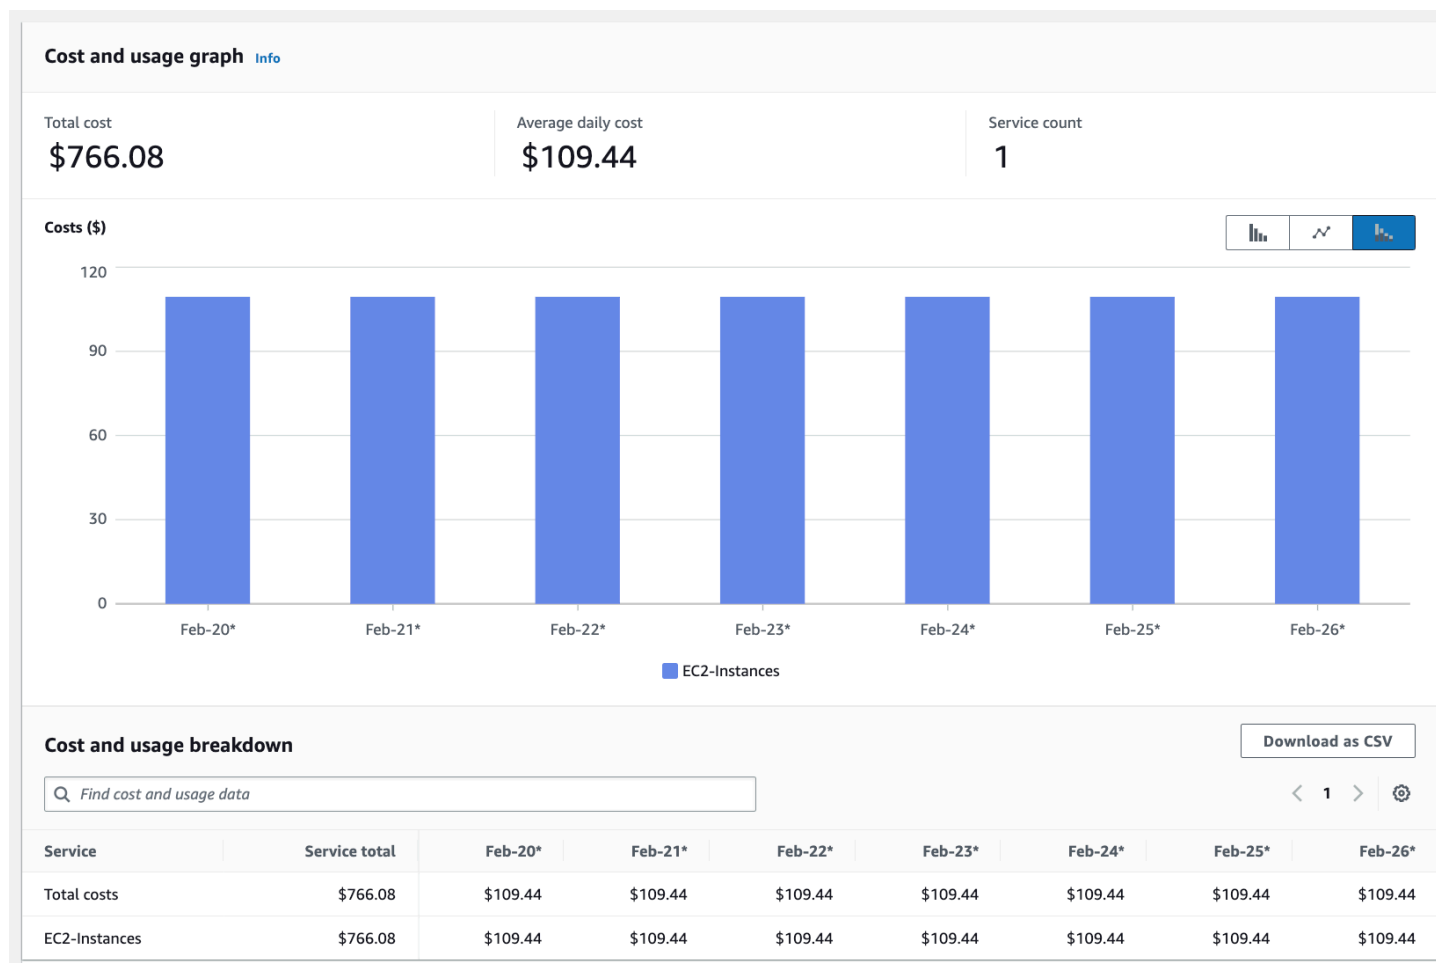 Cost and usage graph Info
Total cost Average daily cost Service count
$766.08 $109.44 1
Costs ($)
120
90
60
30
0
Feb-20* Feb-21* Feb-22* Feb-23* Feb-24* Feb-25* Feb-26*
EC2-Instances
Cost and usage breakdown Download as CSV
Find cost and usage data 1
Service Service total Feb-20* Feb-21* Feb-22* Feb-23* Feb-24* Feb-25* Feb-26*
Total costs $766.08 $109.44 $109.44 $109.44 $109.44 $109.44 $109.44 $109.44
EC2-Instances $766.08 $109.44 $109.44 $109.44 $109.44 $109.44 $109.44 $109.44